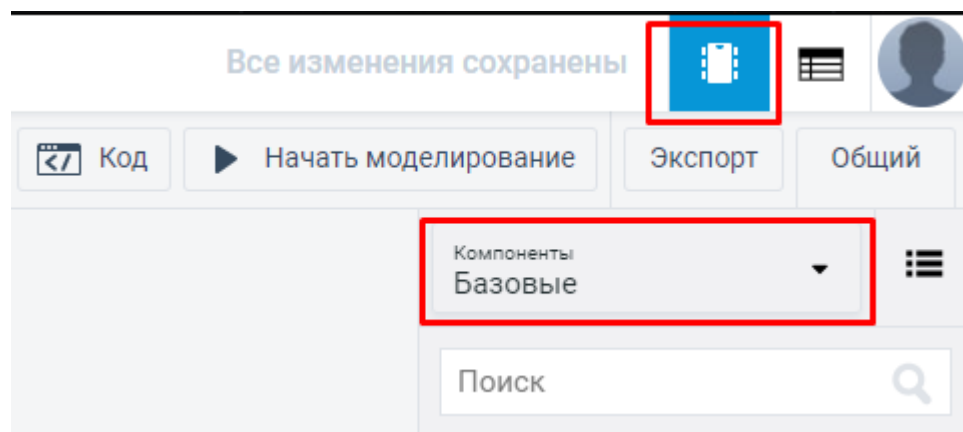 Все изменения сохранены
Код
Начать моделирование
Экспорт
Общий
Компоненты
Базовые
Поиск